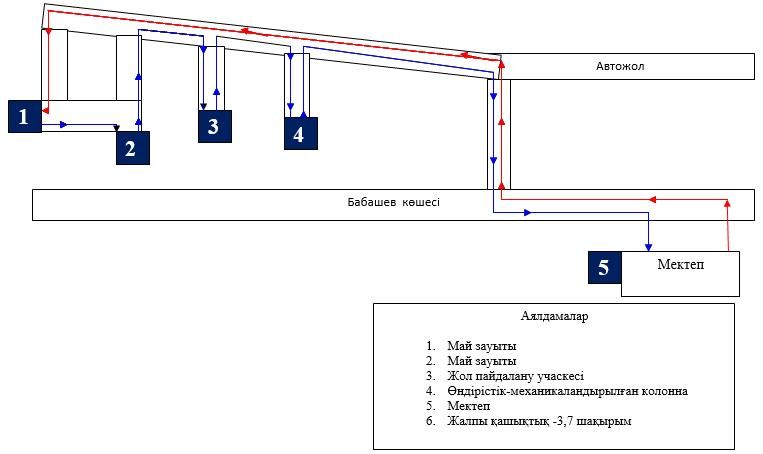 Автожол
1
2
3
4
Бабашев көшесі
5
Мектеп
Аялдамалар
1. Май зауыты
2. Май зауыты
3. Жол пайдалану учаскесі
4. Өндірістік-механикаландырылған колонна
5. Мектеп
6. Жалпы қашықтық -3,7 шақырым